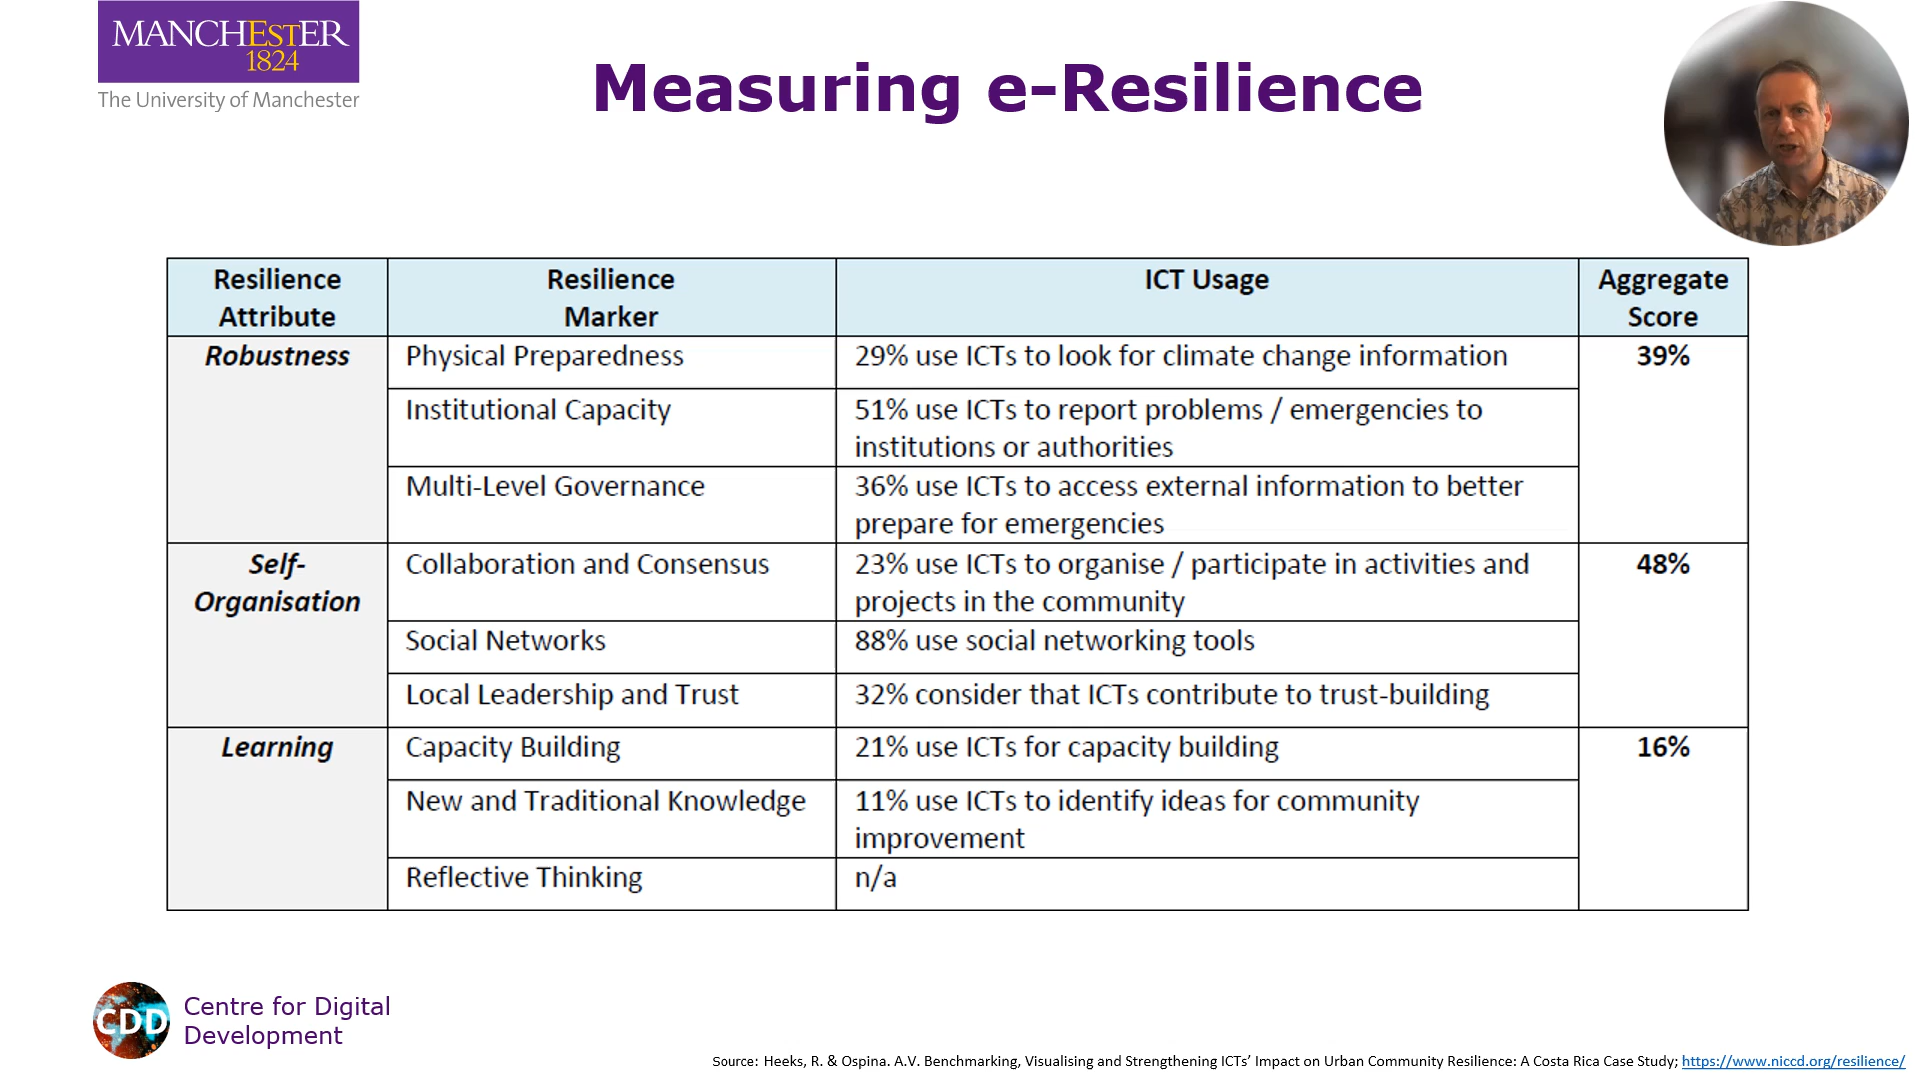 MANCHESTER
1824
The University of Manchester
Measuring e-Resilience
Resilience
Attribute
Resilience
Marker
ICT Usage
Aggregate
Score
Robustness
Physical Preparedness
29% use ICTs to look for climate change information
39%
Institutional Capacity
51% use ICTs to report problems / emergencies to
institutions or authorities
Multi-Level Governance
36% use ICTs to access external information to better
prepare for emergencies
Self-
Organisation
Collaboration and Consensus
23% use ICTs to organise / participate in activities and
projects in the community
48%
Social Networks
88% use social networking tools
Local Leadership and Trust
32% consider that ICTs contribute to trust-building
Learning
Capacity Building
21% use ICTs for capacity building
16%
New and Traditional Knowledge
11% use ICTs to identify ideas for community
improvement
Reflective Thinking
n/a
CDD
Centre for Digital
Development
Source: Heeks, R. & Ospina. A.V. Benchmarking, Visualising and Strengthening ICTs’ Impact on Urban Community Resilience: A Costa Rica Case Study; https://www.niccd.org/resilience/